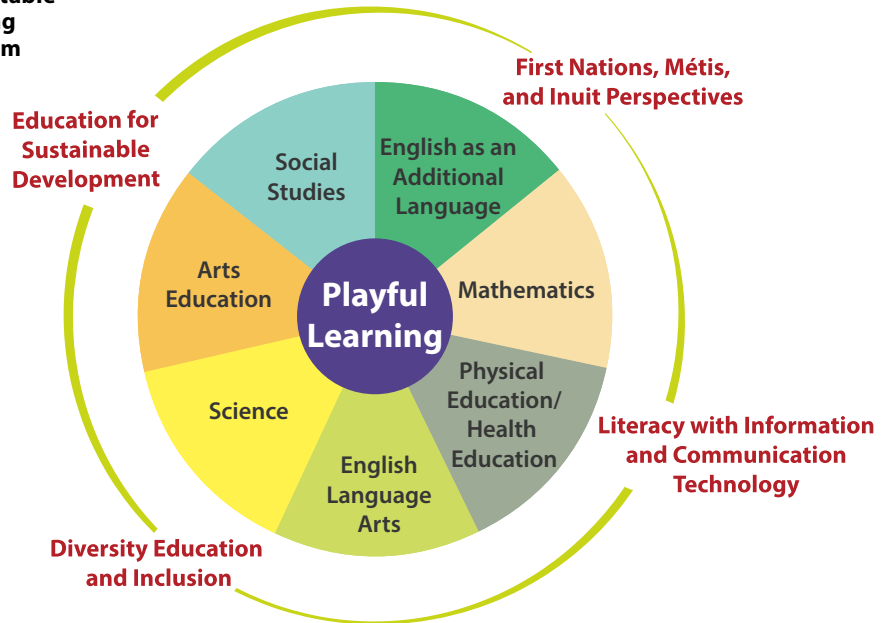 First Nations, Métis,
and Inuit Perspectives
Education for
Sustainable
Development
Social
Studies
English as an
Additional
Language
Arts
Education
Playful
Learning
Mathematics
Physical
Education/
Health
Education
Science
English
Language
Arts
Literacy with Information
and Communication
Technology
Diversity Education
and Inclusion